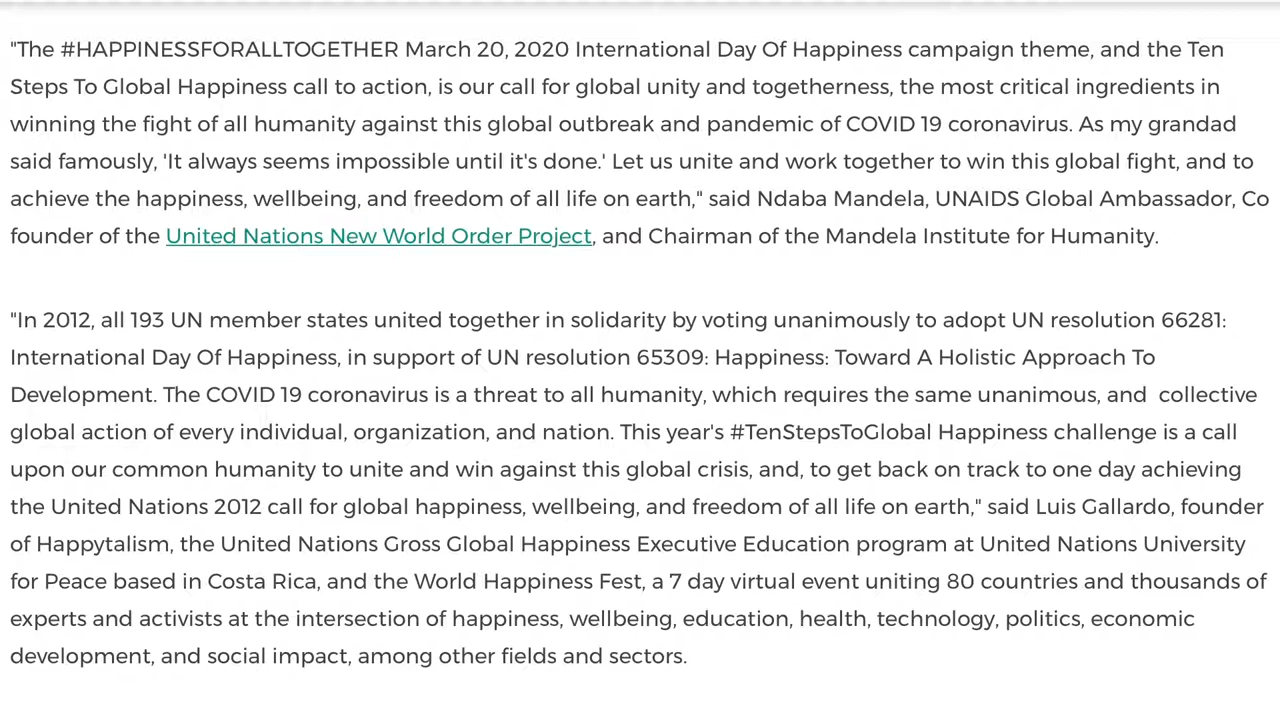 "The #HAPPINESSFORALLTOGETHER March 20, 2020 International Day Of Happiness campaign theme, and the Ten
Steps To Global Happiness call to action, is our call for global unity and togetherness, the most critical ingredients in
winning the fight of all humanity against this global outbreak and pandemic of COVID 19 coronavirus. As my grandad
said famously, 'It always seems impossible until it's done.' Let us unite and work together to win this global fight, and to
achieve the happiness, wellbeing, and freedom of all life on earth," said Ndaba Mandela, UNAIDS Global Ambassador, Co
founder of the United Nations New World Order Project, and Chairman of the Mandela Institute for Humanity.
"In 2012, all 193 UN member states united together in solidarity by voting unanimously to adopt UN resolution 66281:
International Day Of Happiness, in support of UN resolution 65309: Happiness: Toward A Holistic Approach To
Development. The COVID 19 coronavirus is a threat to all humanity, which requires the same unanimous, and  collective
global action of every individual, organization, and nation. This year's #TenStepsToGlobal Happiness challenge is a call
upon our common humanity to unite and win against this global crisis, and, to get back on track to one day achieving
the United Nations 2012 call for global happiness, wellbeing, and freedom of all life on earth," said Luis Gallardo, founder
of Happytalism, the United Nations Gross Global Happiness Executive Education program at United Nations University
for Peace based in Costa Rica, and the World Happiness Fest, a 7 day virtual event uniting 80 countries and thousands of
experts and activists at the intersection of happiness, wellbeing, education, health, technology, politics, economic
development, and social impact, among other fields and sectors.